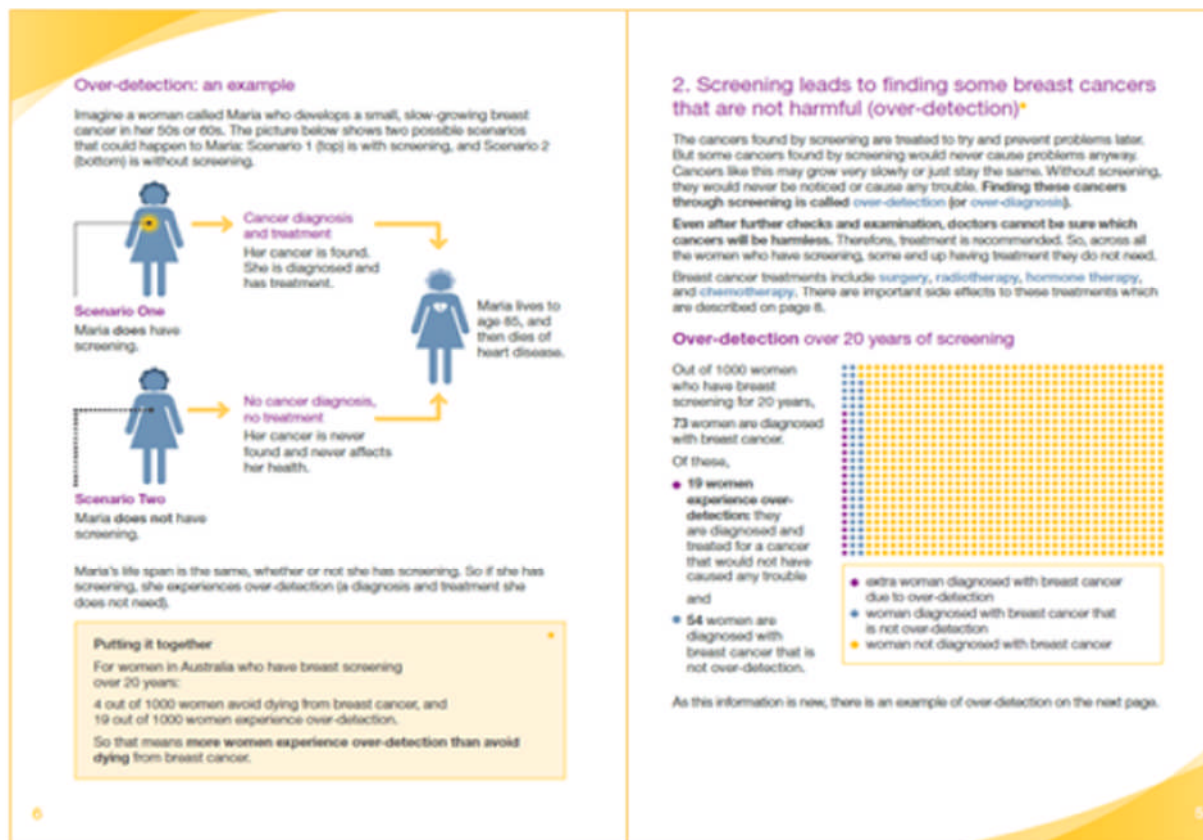 Over-detection: an example
Imagine a woman called Maria who develops a small, slow-growing breast
cancer in her 50s or 60s. The picture below shows two possible scenarios
that could happen to Maria: Scenario 1 (top) is with screening, and Scenario 2
(bottom) is without screening.
Cancer diagnosis
and treatment
Her cancer is found.
She is diagnosed and
has treatment.
Scenario One
Maria does have
screening.
Maria lives to
age 85, and
then dies of
heart disease.
No cancer diagnosis,
no treatment
Her cancer is never
found and never affects
her health.
Scenario Two
Maria does not have
screening.
Maria's life span is the same, whether or not she has screening. So if she has
screening, she experiences over-detection (a diagnosis and treatment she
does not need).
Putting it together
*
For women in Australia who have breast screening
over 20 years:
4 out of 1000 women avoid dying from breast cancer, and
19 out of 1000 women experience over-detection.
So that means more women experience over-detection than avoid
dying from breast cancer.
6
2. Screening leads to finding some breast cancers
that are not harmful (over-detection)*
The cancers found by screening are treated to try and prevent problems later.
But some cancers found by screening would never cause problems anyway.
Cancers like this may grow very slowly or just stay the same. Without screening,
they would never be noticed or cause any trouble. Finding these cancers
through screening is called over-detection (or over-diagnosis).
Even after further checks and examination, doctors cannot be sure which
cancers will be harmless. Therefore, treatment is recommended. So, across all
the women who have screening, some end up having treatment they do not need.
Breast cancer treatments include surgery, radiotherapy, hormone therapy,
and chemotherapy. There are important side effects to these treatments which
are described on page 8.
Over-detection over 20 years of screening
Out of 1000 women
who have breast
screening for 20 years,
73 women are diagnosed
with breast cancer.
Of these,
19 women
experience over-
detection: they
are diagnosed and
treated for a cancer
that would not have
caused any trouble
and
54 women are
diagnosed with
breast cancer that is
not over-detection.
extra woman diagnosed with breast cancer
due to over-detection
woman diagnosed with breast cancer that
is not over-detection
woman not diagnosed with breast cancer
As this information is new, there is an example of over-detection on the next page.